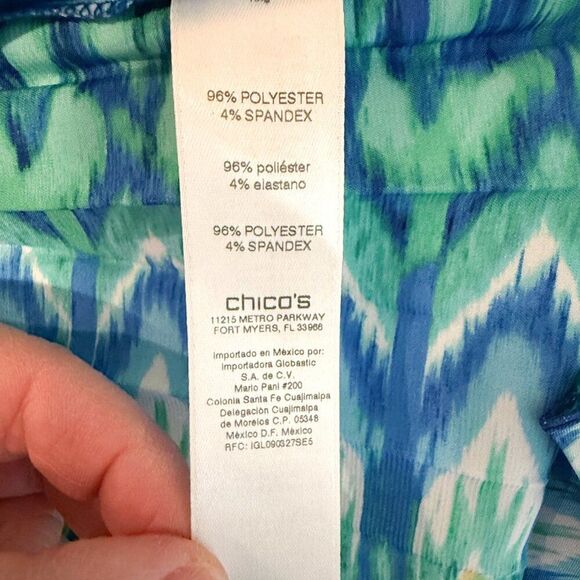 96% POLYESTER
4% SPANDEX
96% poliéster
4% elastano
96% POLYESTER
4% SPANDEX
chico's
11215 METRO PARKWAY
FORT MYERS, FL 33966
Importado en México por:
Importadora Globastic
S.A. de C.V.
Mario Pani #200
Colonia Santa Fe Cuajimalpa
Delegación Cuajimalpa
de Morelos C.P. 05348
México D.F. México
RFC: IGL090327SE5